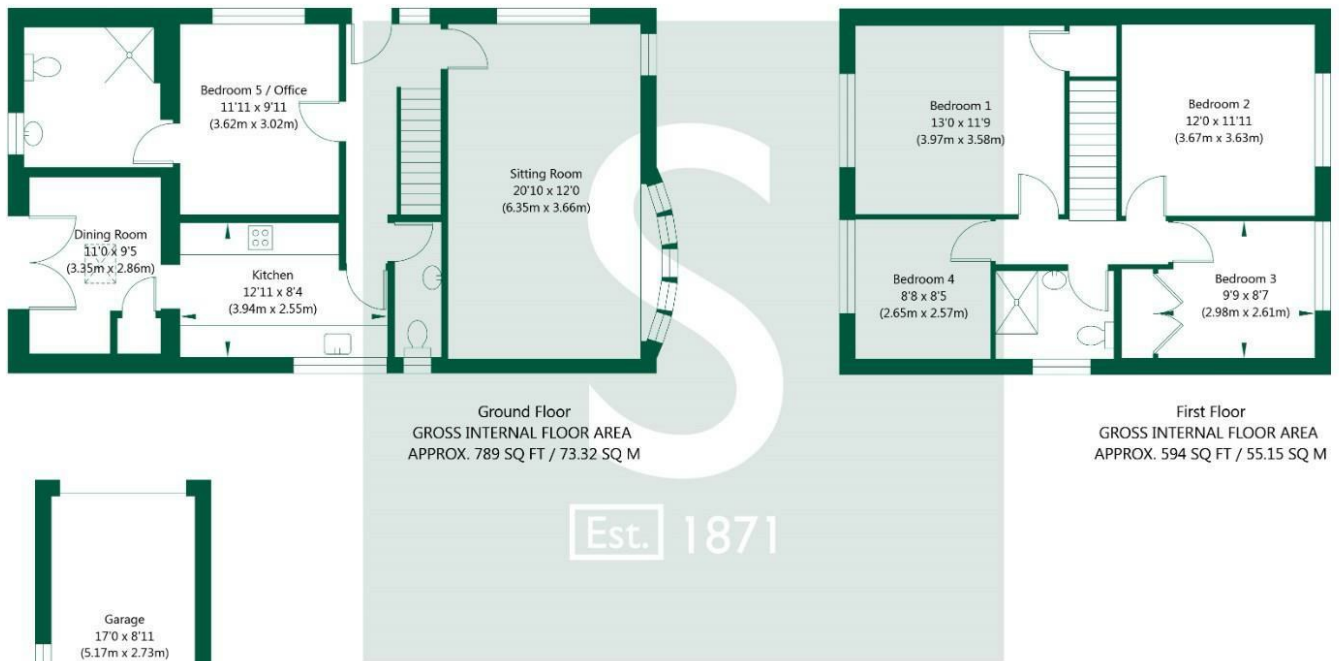 Bedroom 5 / Office
11'11 x 9'11
(3.62m x 3.02m)
Dining Room
11'0 x 9'5
(3.35m x 2.86m)
Kitchen
12'11 x 8'4
(3.94m x 2.55m)
Sitting Room
20'10 x 12'0
(6.35m x 3.66m)
Ground Floor
GROSS INTERNAL FLOOR AREA
APPROX. 789 SQ FT / 73.32 SQ M
Bedroom 1
13'0 x 11'9
(3.97m x 3.58m)
Bedroom 2
12'0 x 11'11
(3.67m x 3.63m)
Bedroom 4
8'8 x 8'5
(2.65m x 2.57m)
Bedroom 3
9'9 x 8'7
(2.98m x 2.61m)
First Floor
GROSS INTERNAL FLOOR AREA
APPROX. 594 SQ FT / 55.15 SQ M
S
Est. 1871
Garage
17'0 x 8'11
(5.17m x 2.73m)